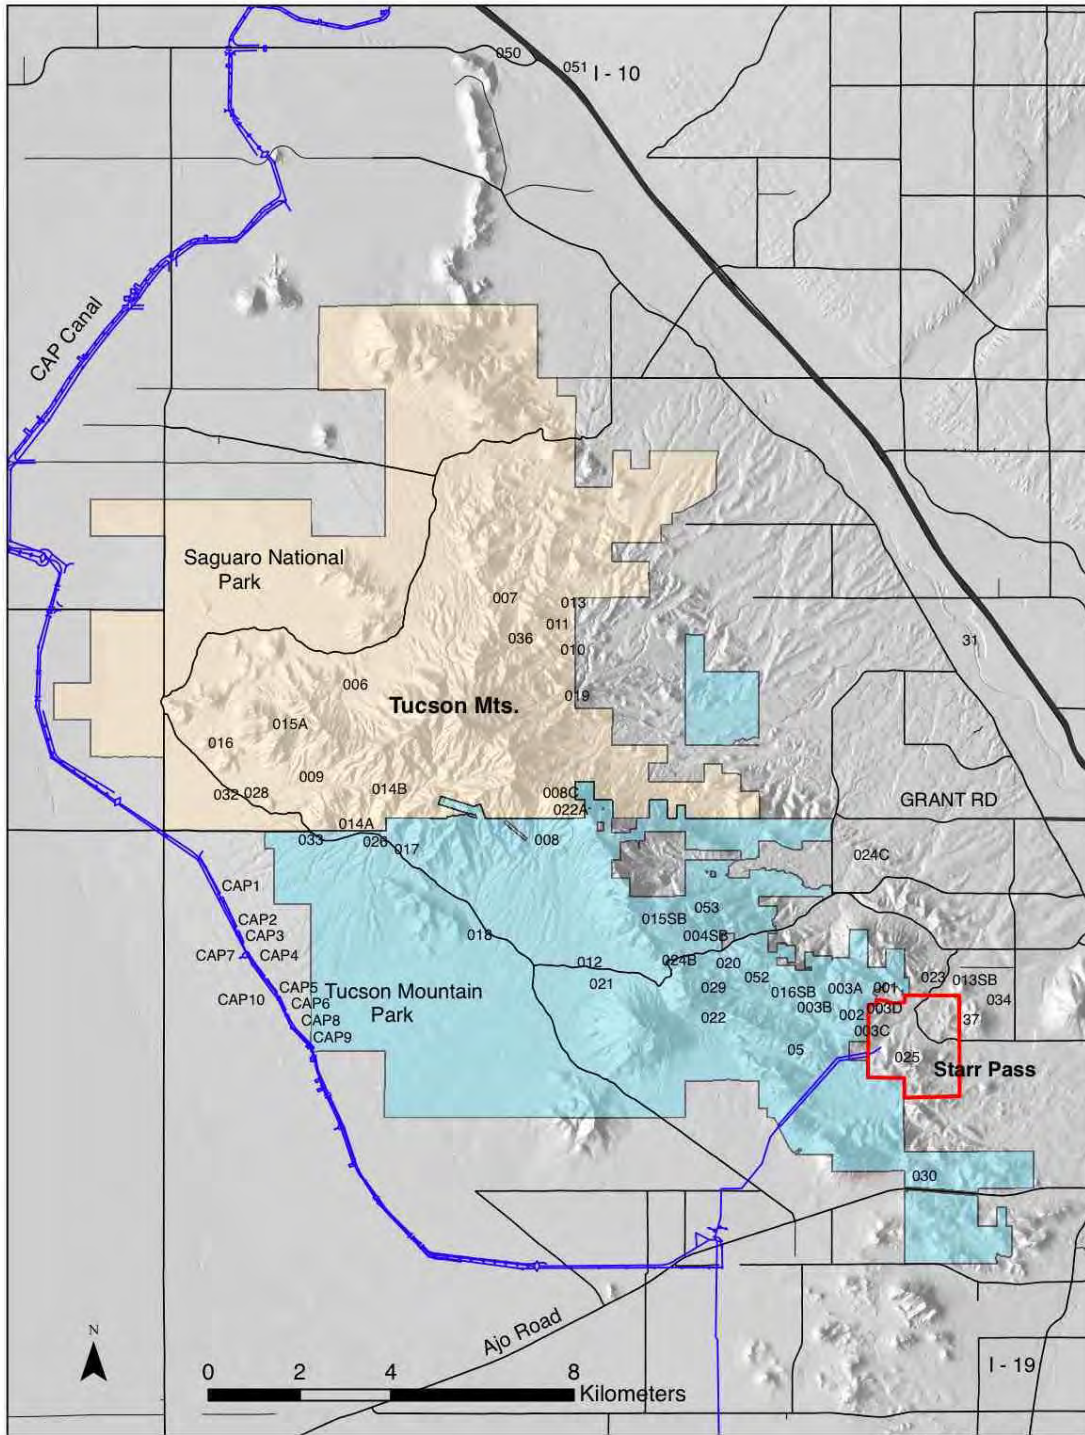 050
051
I - 10
CAP Canal
Saguaro National
Park
007
013
011
036
010
31
006
019
Tucson Mts.
015A
016
009
014B
032
028
008C
022A
GRANT RD
014A
033
026
017
008
024C
CAP1
053
CAP2
015SB
CAP3
018
004SB
CAP7
CAP4
012
024B
020
052
023
013SB
021
029
016SB
003A
001
CAP5
Tucson Mountain
Park
CAP10
CAP6
034
003B
003D
002
022
37
CAP8
003C
CAP9
05
025
Starr Pass
030
Ajo Road
N
I - 19
0
2
4
8
Kilometers